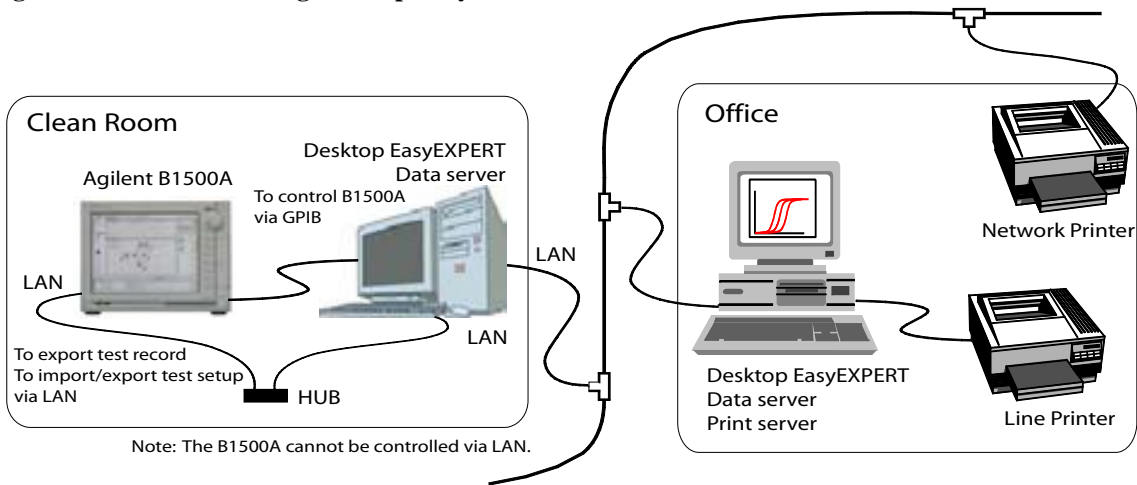 Clean Room
Agilent B1500A
Desktop EasyEXPERT
Data server
To control B1500A
via GPIB
LAN
LAN
LAN
To export test record
To import/export test setup
via LAN
HUB
Note: The B1500A cannot be controlled via LAN.
Office
Network Printer
Desktop EasyEXPERT
Data server
Print server
Line Printer